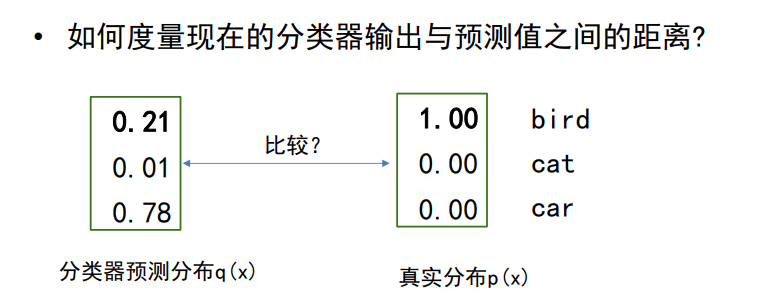 • 如何度量现在的分类器输出与预测值之间的距离?
0.21
0.01
0.78
比较?
1.00 bird
0.00 cat
0.00 car
分类器预测分布q(x)
真实分布p(x)